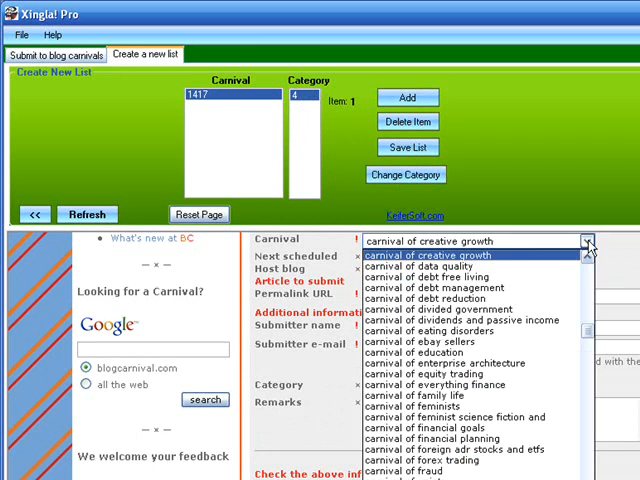 Xingla! Pro
File Help
Submit to blog carnivals Create a new list
Create New List
Carnival Category
1417 4 Item: 1
Add
Delete Item
Save List
Change Category
<< Refresh Reset Page KeiferSoft.com
• What's new at BC
— × —
Looking for a Carnival?
Google™
blogcarnival.com
all the web
search
— × —
We welcome your feedback
Carnival ! carnival of creative growth
Next scheduled ×
Host blog ×
Article to submit
Permalink URL !
Additional informati
Submitter name !
Submitter e-mail !
Category ×
Remarks ×
Check the above inf
carnival of creative growth
carnival of data quality
carnival of debt free living
carnival of debt management
carnival of debt reduction
carnival of divided government
carnival of dividends and passive income
carnival of eating disorders
carnival of ebay sellers
carnival of education
carnival of enterprise architecture
carnival of equity trading
carnival of everything finance
carnival of family life
carnival of feminists
carnival of feminist science fiction and
carnival of financial goals
carnival of financial planning
carnival of foreign adr stocks and etfs
carnival of forex trading
carnival of fraud
d with the